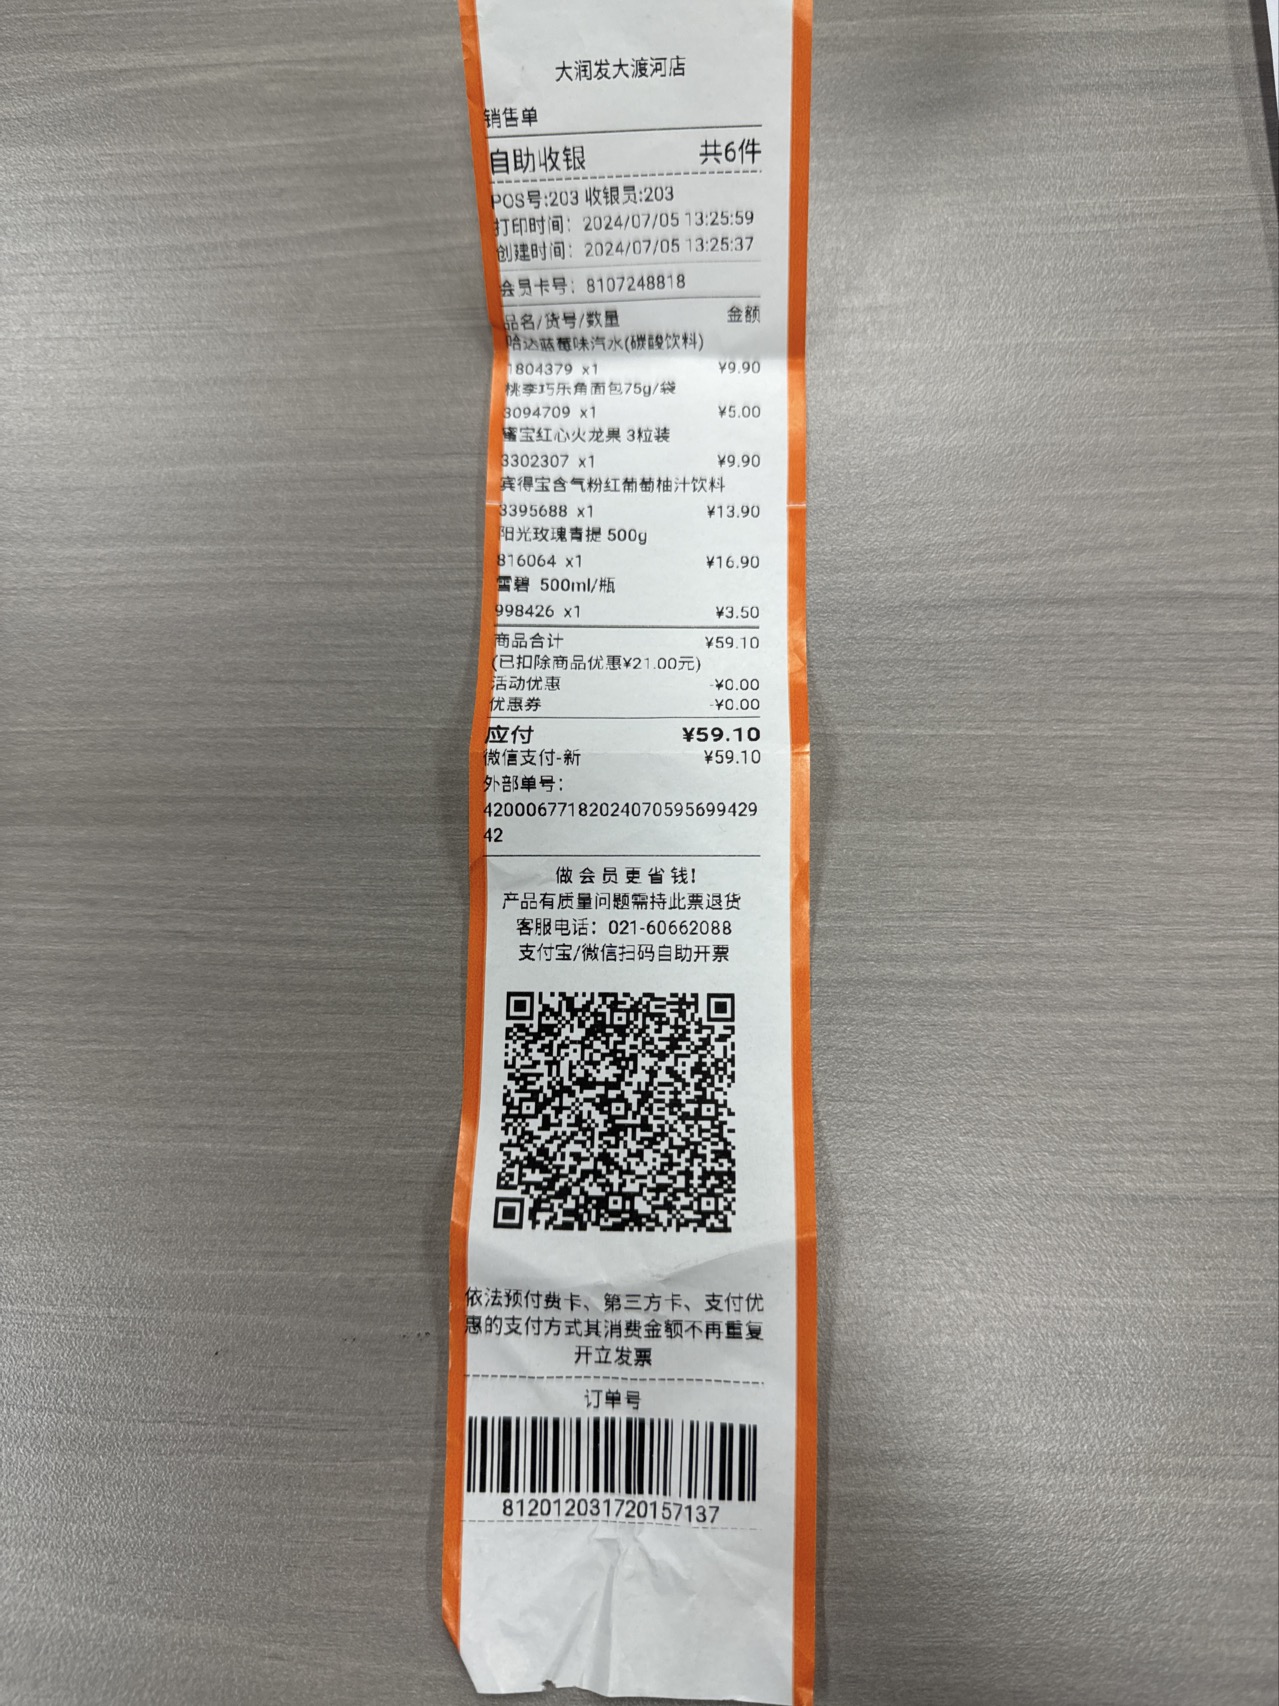 大润发大渡河店
销售单
自助收银 共6件
POS号:203 收银员:203
打印时间: 2024/07/05 13:25:59
创建时间: 2024/07/05 13:25:37
会员卡号: 8107248818
品名/货号/数量 金额
哈达蓝莓味汽水(碳酸饮料)
1804379 x1 ¥9.90
桃李巧乐角面包75g/袋
3094709 x1 ¥5.00
蜜宝红心火龙果 3粒装
3302307 x1 ¥9.90
宾得宝含气粉红葡萄柚汁饮料
3395688 x1 ¥13.90
阳光玫瑰青提 500g
816064 x1 ¥16.90
雪碧 500ml/瓶
998426 x1 ¥3.50
商品合计 ¥59.10
(已扣除商品优惠¥21.00元)
活动优惠 -¥0.00
优惠券 -¥0.00
应付 ¥59.10
微信支付-新 ¥59.10
外部单号:
42000677182024070595699429
42
做会员更省钱!
产品有质量问题需持此票退货
客服电话: 021-60662088
支付宝/微信扫码自助开票
依法预付费卡、第三方卡、支付优
惠的支付方式其消费金额不再重复
开立发票
订单号
812012031720157137